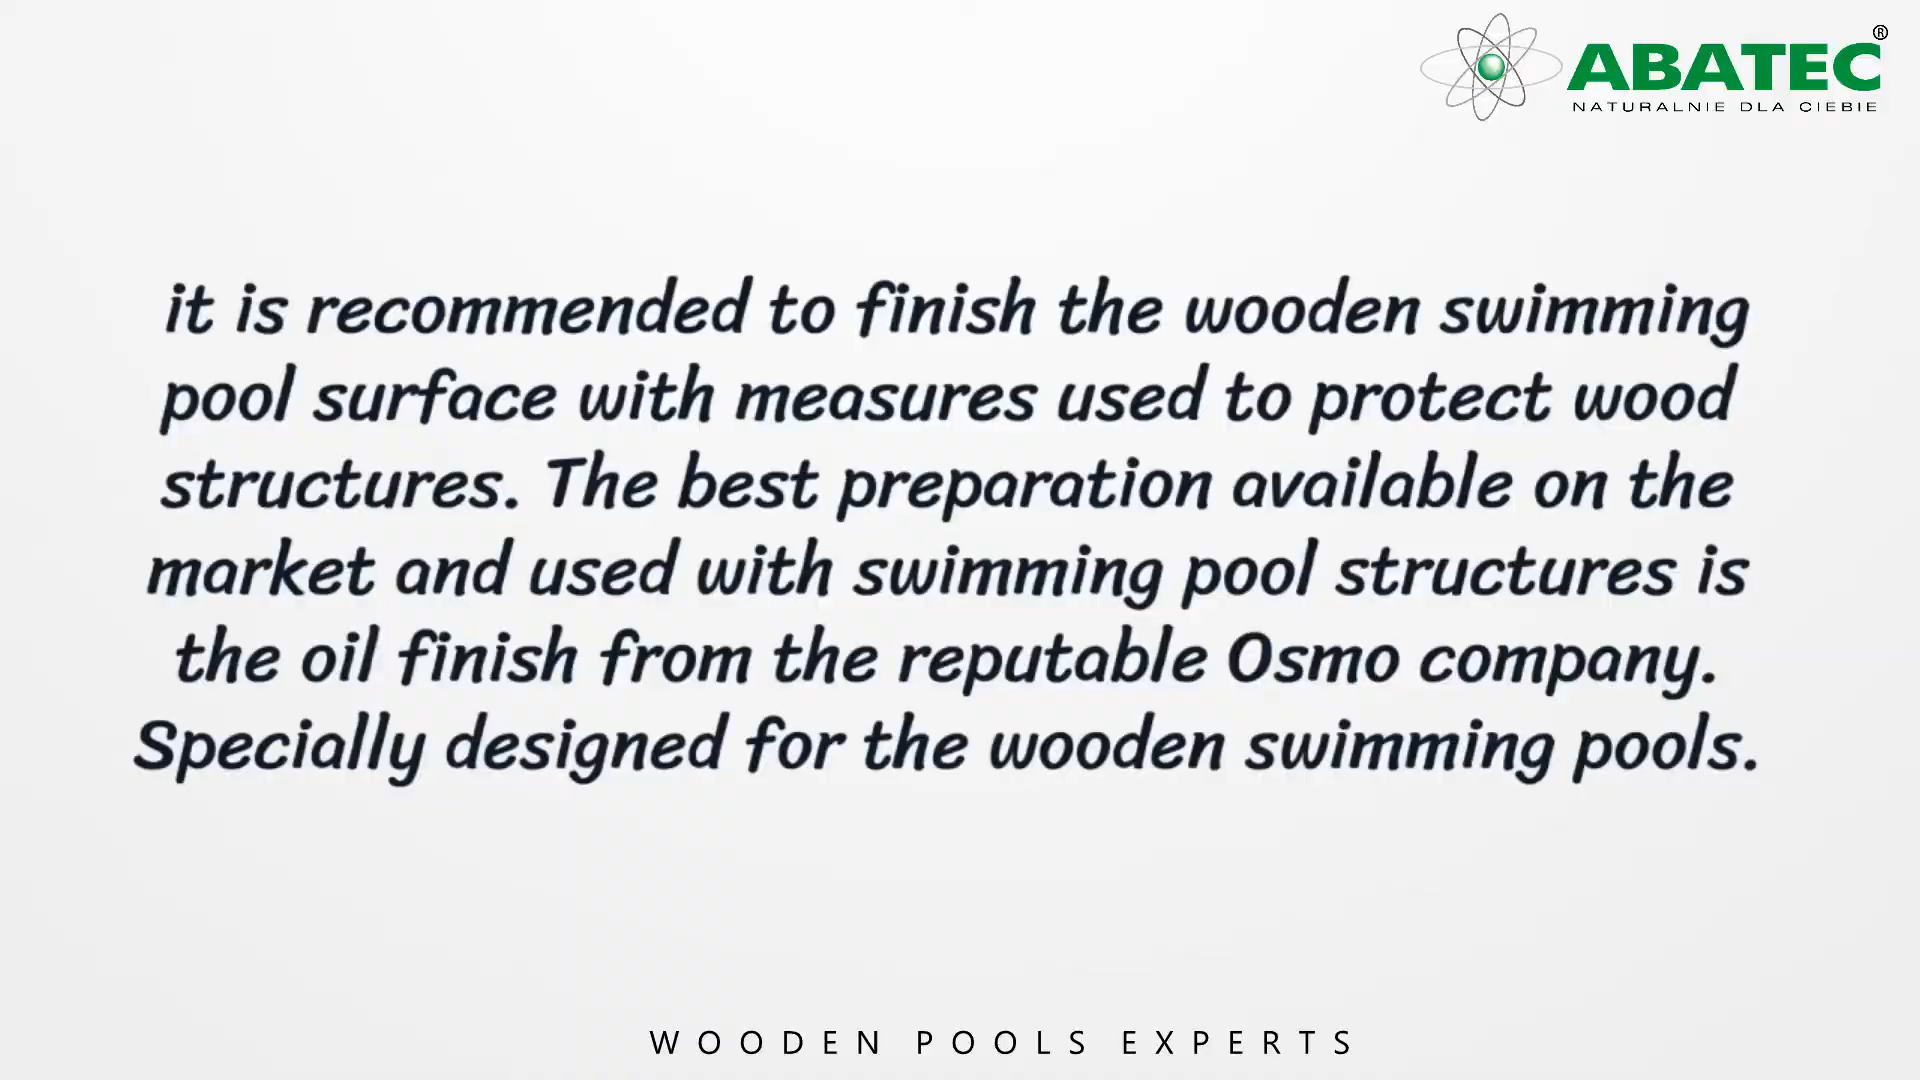 ABATEC®
NATURALNIE DLA CIEBIE
it is recommended to finish the wooden swimming
pool surface with measures used to protect wood
structures. The best preparation available on the
market and used with swimming pool structures is
the oil finish from the reputable Osmo company.
Specially designed for the wooden swimming pools.
WOODEN POOLS EXPERTS